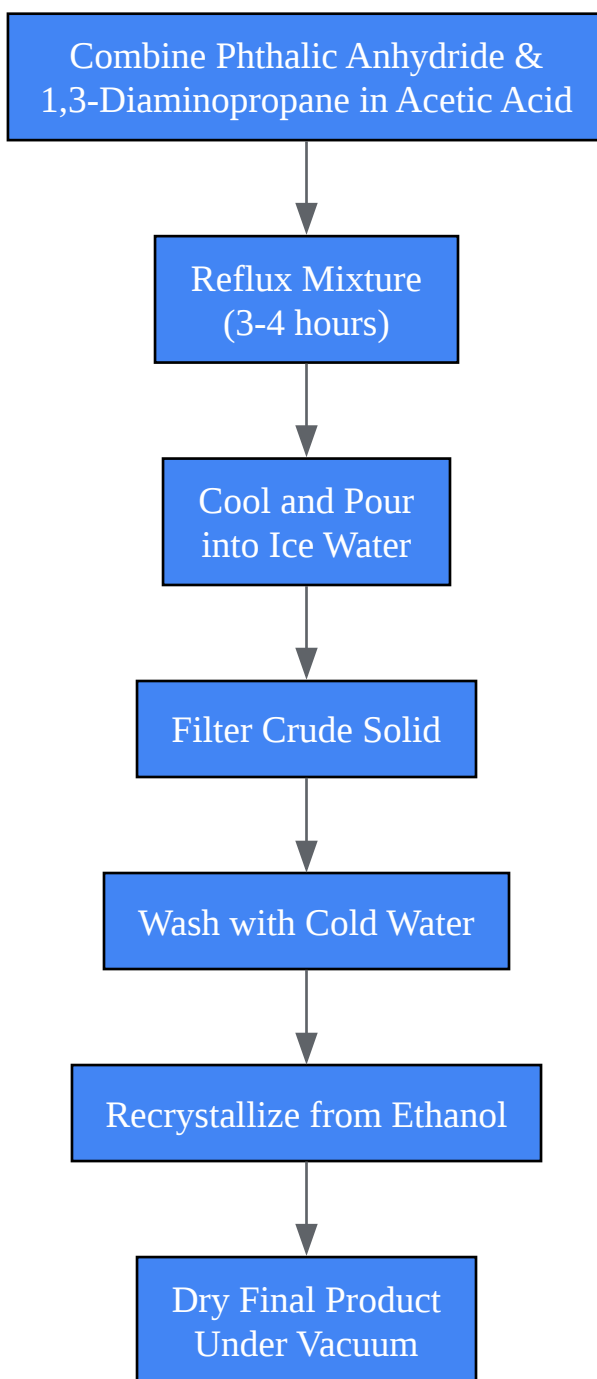 Combine Phthalic Anhydride &
1,3-Diaminopropane in Acetic Acid
Reflux Mixture
(3-4 hours)
Cool and Pour
into Ice Water
Filter Crude Solid
Wash with Cold Water
Recrystallize from Ethanol
Dry Final Product
Under Vacuum